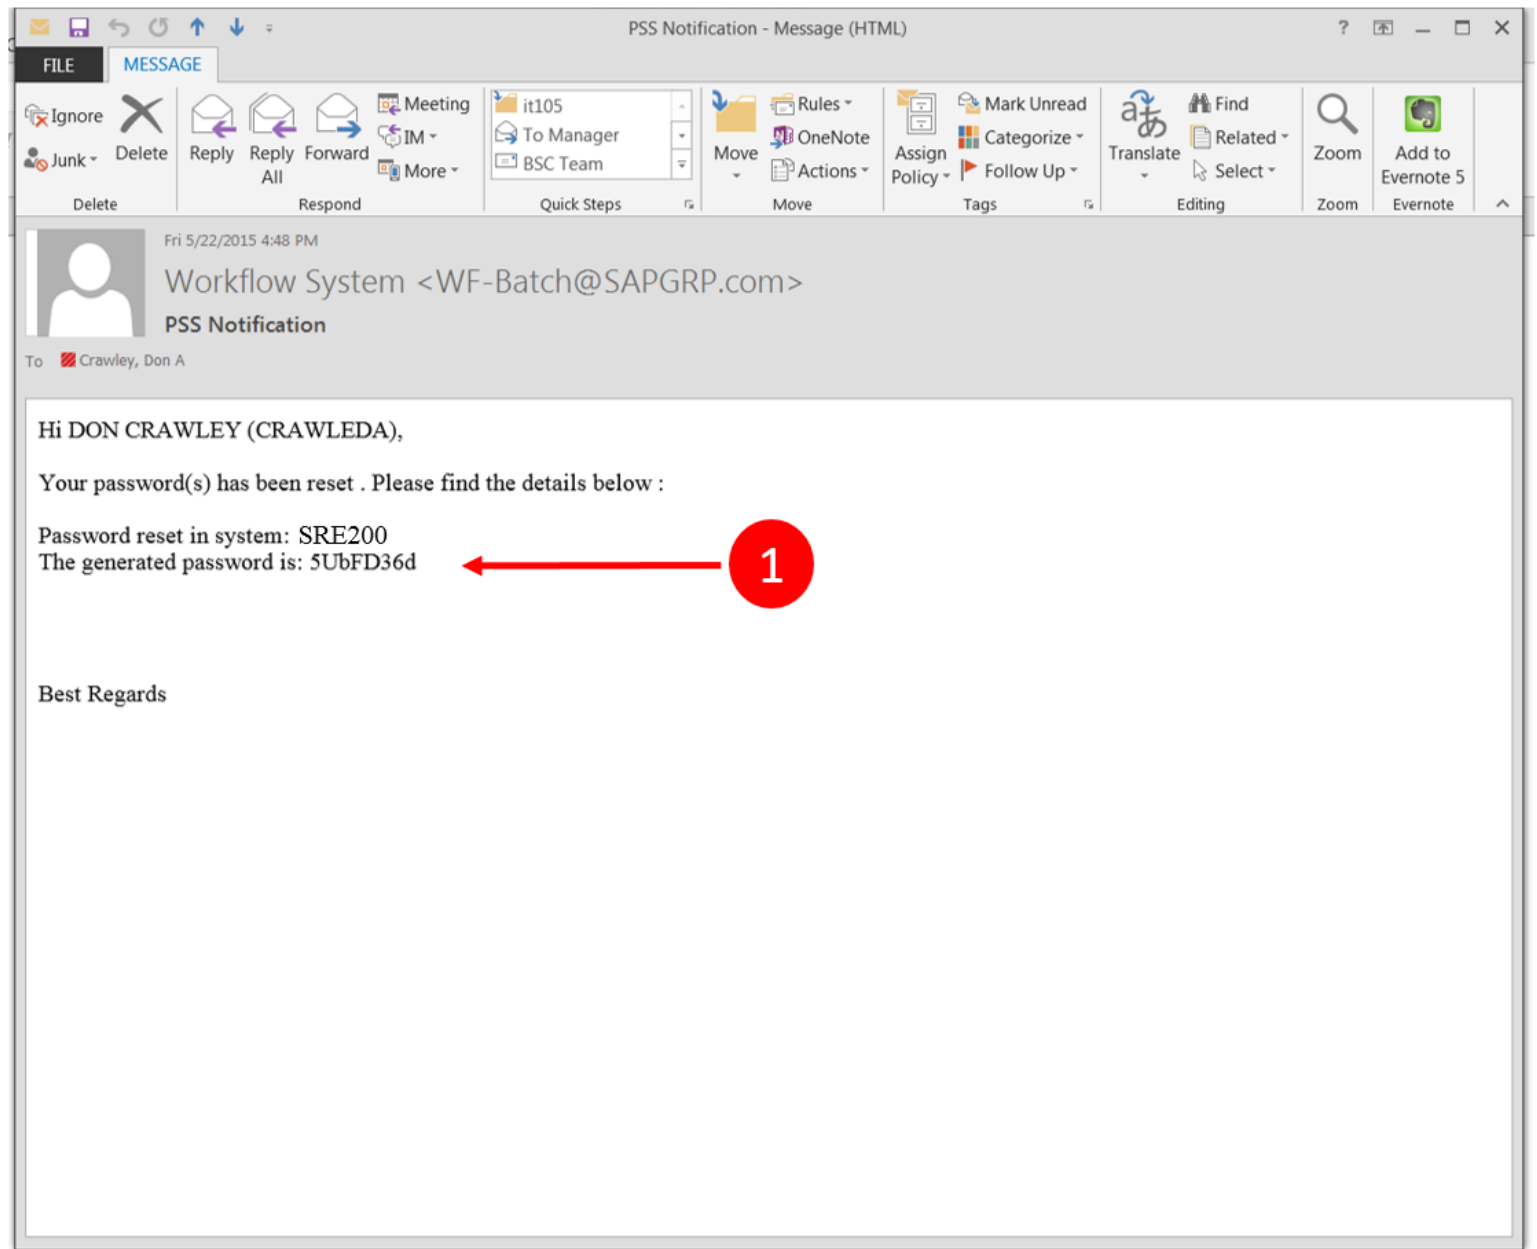 PSS Notification - Message (HTML)
?
FILE
MESSAGE
Ignore
Junk
Delete
Reply
Reply All
Forward
Meeting
IM
More
it105
To Manager
BSC Team
Move
Rules
OneNote
Actions
Assign Policy
Mark Unread
Categorize
Follow Up
Translate
Find
Related
Select
Zoom
Add to Evernote 5
Delete
Respond
Quick Steps
Move
Tags
Editing
Zoom
Evernote
Fri 5/22/2015 4:48 PM
Workflow System <WF-Batch@SAPGRP.com>
PSS Notification
To Crawley, Don A
Hi DON CRAWLEY (CRAWLEDA),
Your password(s) has been reset . Please find the details below :
Password reset in system: SRE200
The generated password is: 5UbFD36d
1
Best Regards